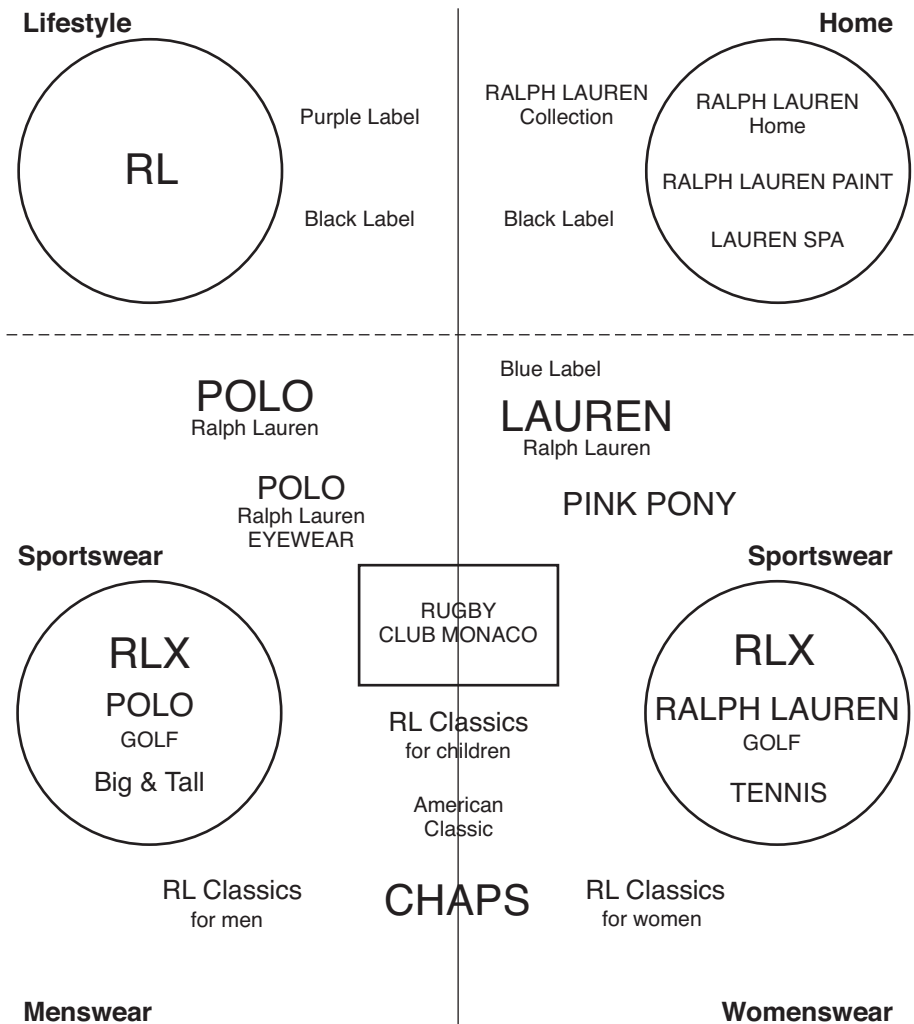 Lifestyle
Home
RL
Purple Label
Black Label
RALPH LAUREN
Collection
Black Label
RALPH LAUREN
Home
RALPH LAUREN PAINT
LAUREN SPA
POLO
Ralph Lauren
Blue Label
LAUREN
Ralph Lauren
POLO
Ralph Lauren
EYEWEAR
PINK PONY
Sportswear
Sportswear
RUGBY
CLUB MONACO
RLX
POLO
GOLF
Big & Tall
RLX
RALPH LAUREN
GOLF
TENNIS
RL Classics
for children
American
Classic
RL Classics
for men
CHAPS
RL Classics
for women
Menswear
Womenswear